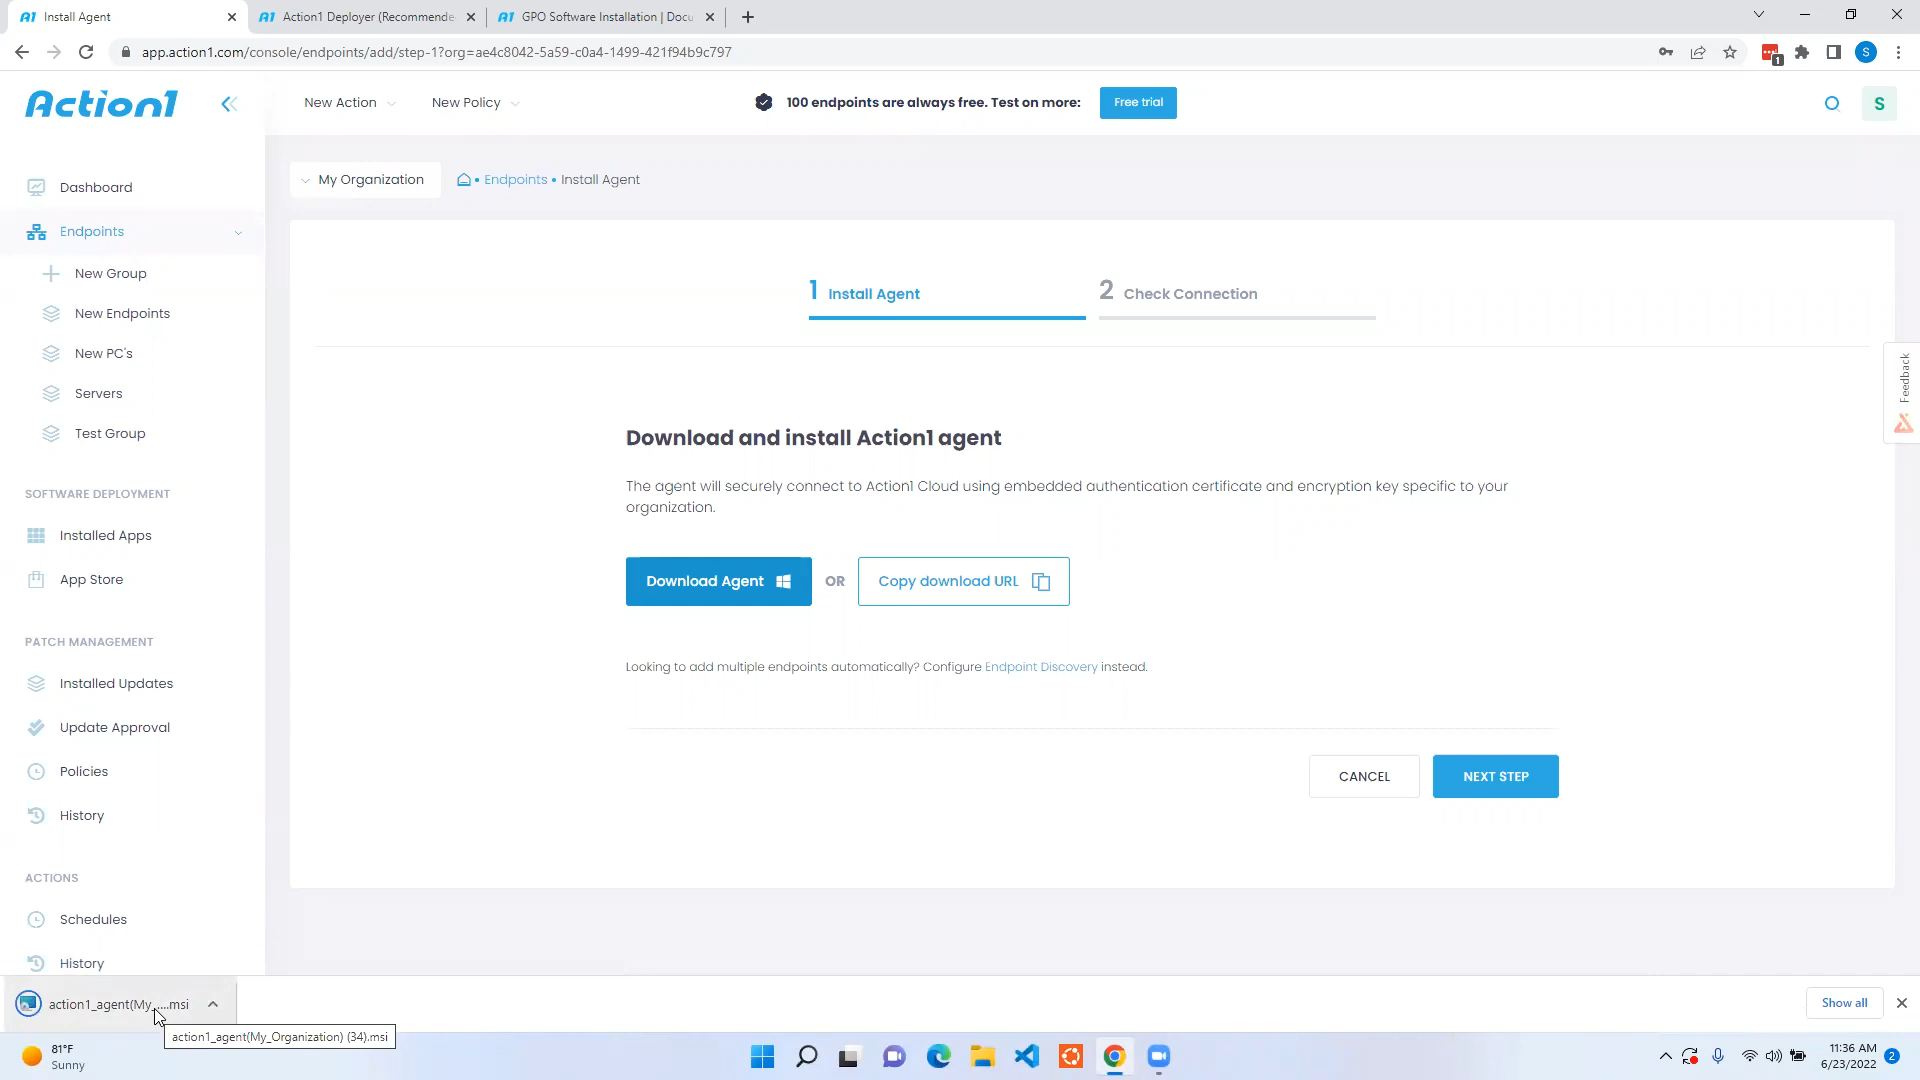 Install Agent
Action1 Deployer (Recommende
GPO Software Installation | Docu
app.action1.com/console/endpoints/add/step-1?org=ae4c8042-5a59-c0a4-1499-421f94b9c797
1
S
Action1
New Action
New Policy
100 endpoints are always free. Test on more:
Free trial
S
My Organization
Endpoints • Install Agent
Dashboard
Endpoints
New Group
New Endpoints
New PC's
Servers
Test Group
SOFTWARE DEPLOYMENT
Installed Apps
App Store
PATCH MANAGEMENT
Installed Updates
Update Approval
Policies
History
ACTIONS
Schedules
History
1 Install Agent
2 Check Connection
Download and install Action1 agent
The agent will securely connect to Action1 Cloud using embedded authentication certificate and encryption key specific to your
organization.
Download Agent
OR
Copy download URL
Looking to add multiple endpoints automatically? Configure Endpoint Discovery instead.
CANCEL
NEXT STEP
Feedback
action1_agent(My_....msi
action1_agent(My_Organization) (34).msi
Show all
81°F
Sunny
11:36 AM
6/23/2022
2